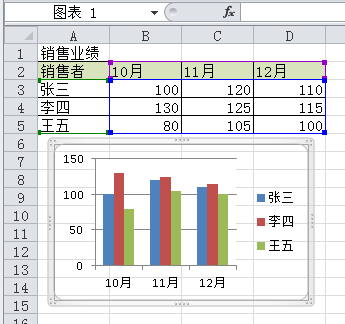 图表 1 fx
A B C D
1 销售业绩
2 销售者 10月 11月 12月
3 张三 100 120 110
4 李四 130 125 115
5 王五 80 105 100
6
7
8
9
10
11
12
13
14
15
150
100
50
0
10月 11月 12月
张三
李四
王五